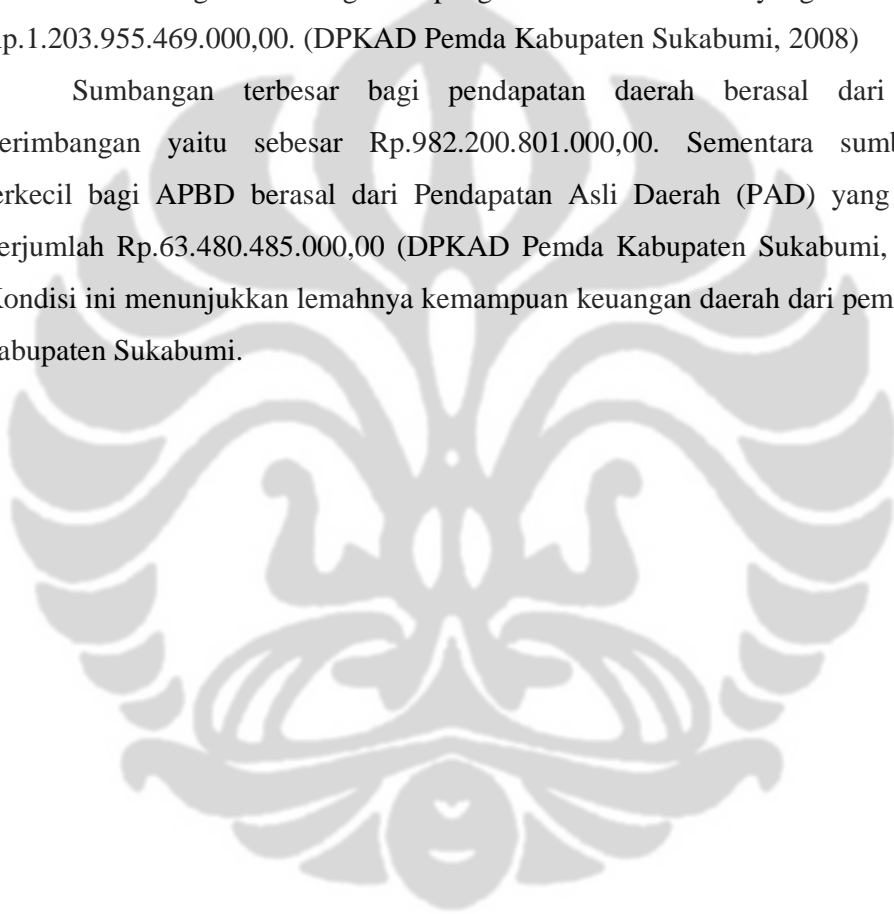 p.1.203.955.469.000,00. (DPKAD Pemda Kabupaten Sukabumi, 2008)
Sumbangan terbesar bagi pendapatan daerah berasal dari
erimbangan yaitu sebesar Rp.982.200.801.000,00. Sementara sumb
erkecil bagi APBD berasal dari Pendapatan Asli Daerah (PAD) yang
erjumlah Rp.63.480.485.000,00 (DPKAD Pemda Kabupaten Sukabumi,
Kondisi ini menunjukkan lemahnya kemampuan keuangan daerah dari pem
abupaten Sukabumi.